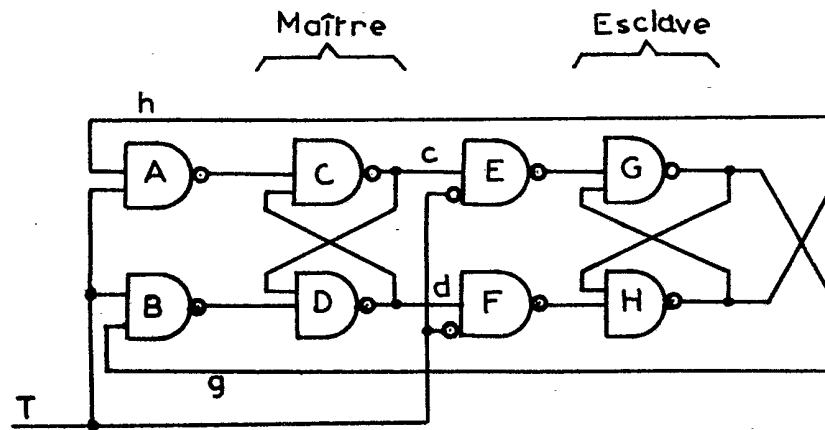 Maître Esclave
h
A C c E G
B D d F H
g
T